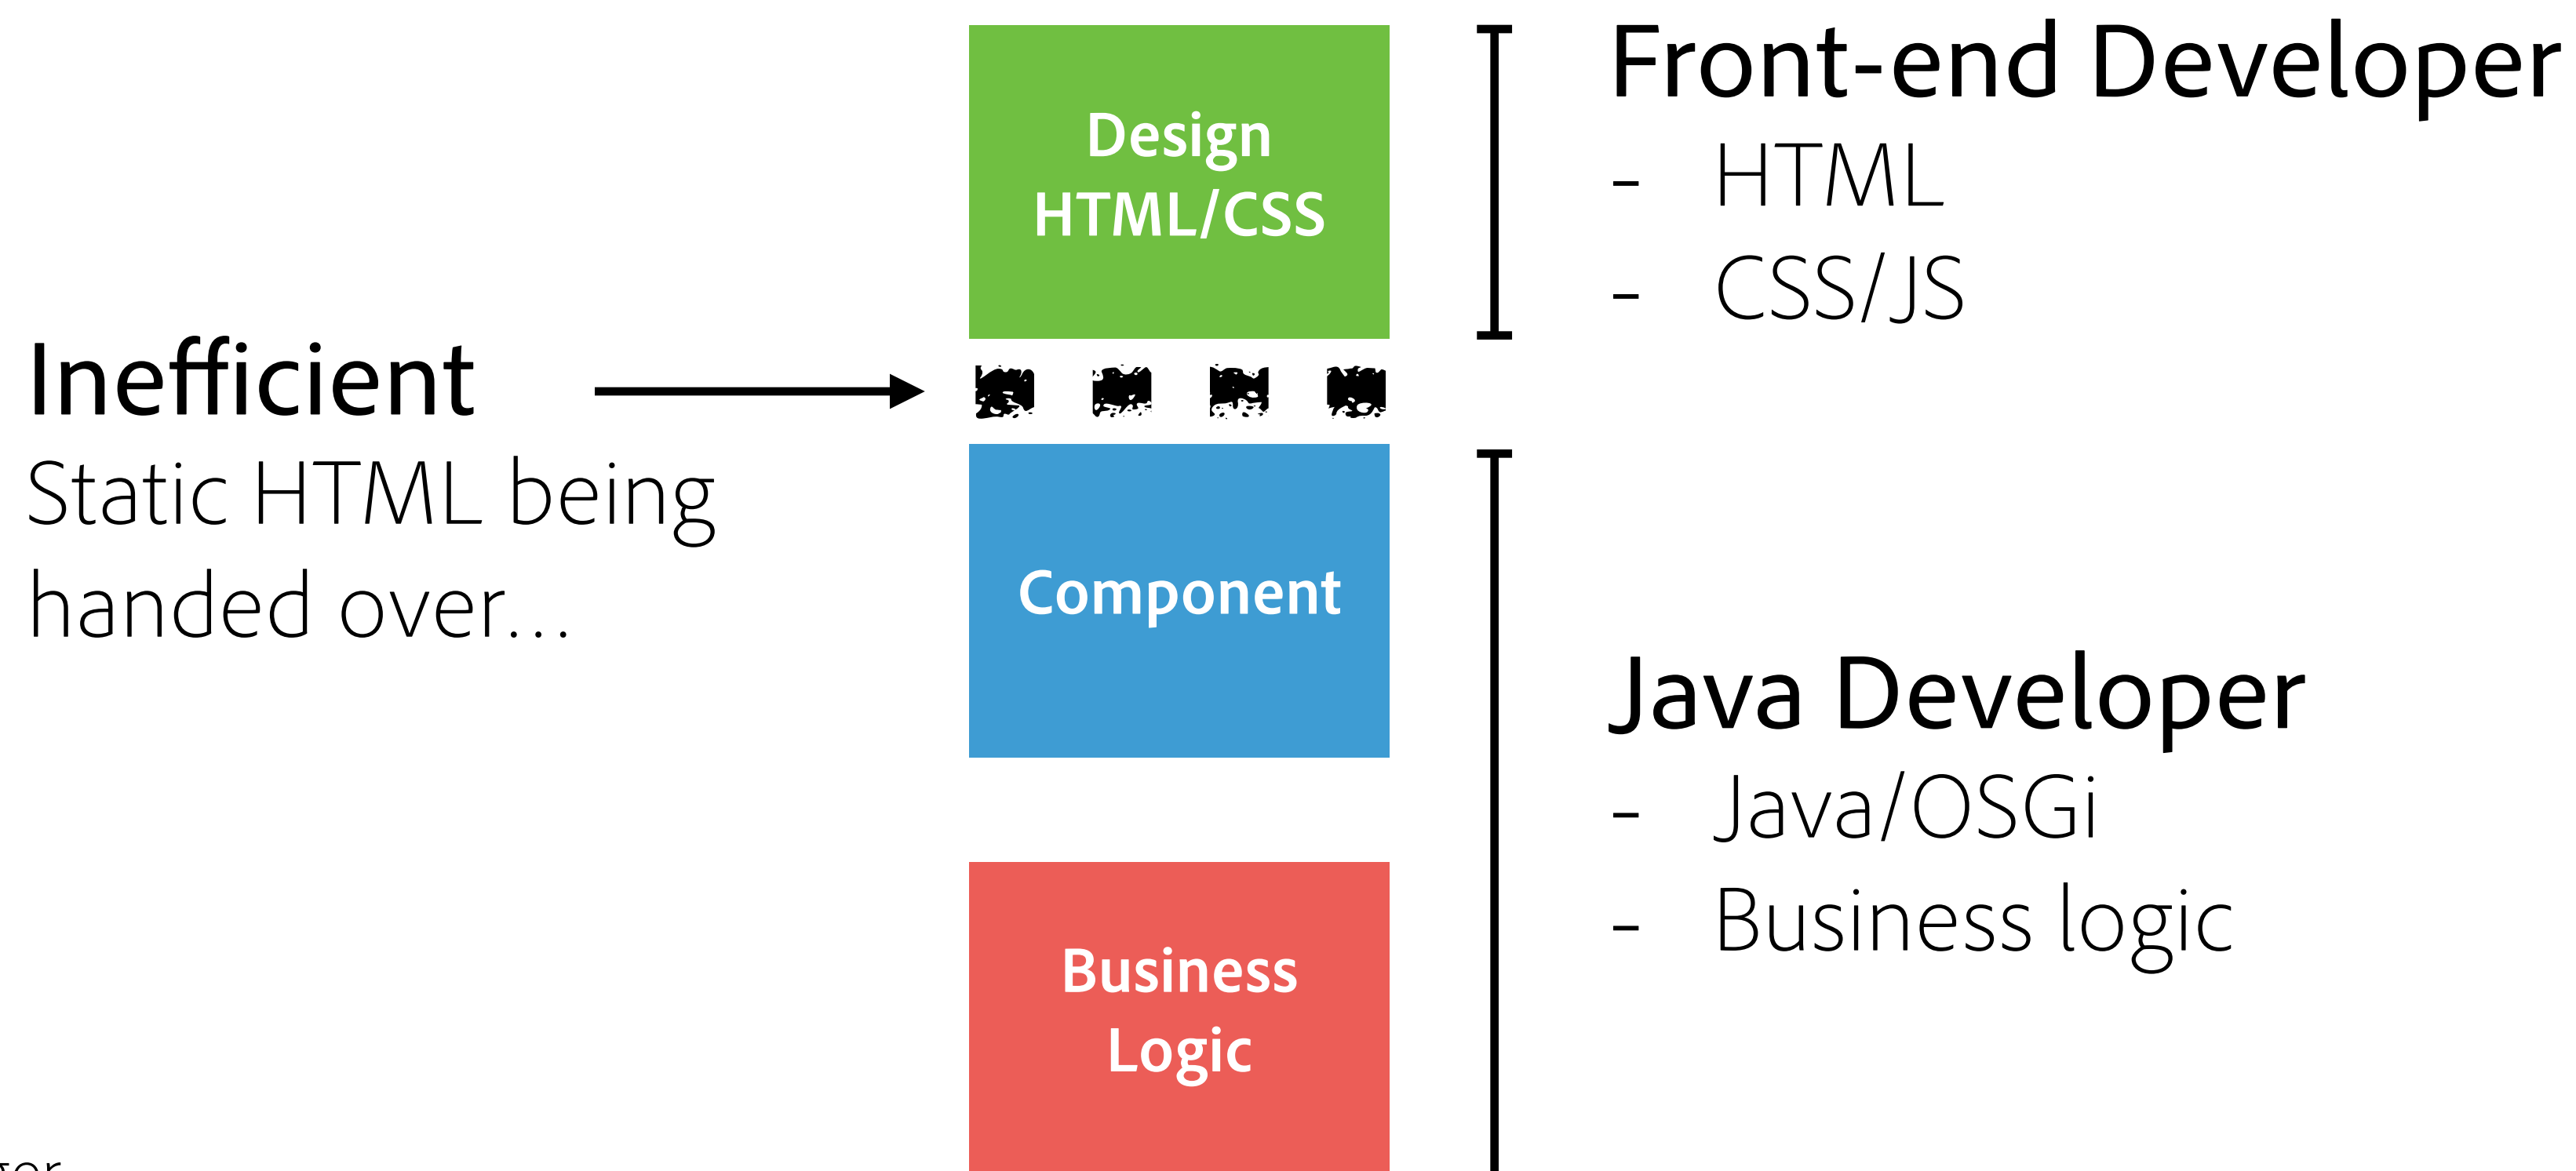 Design
HTML/CSS
Front-end Developer
- HTML
- CSS/JS
Inefficient
Static HTML being
handed over...
Component
Java Developer
- Java/OSGi
- Business logic
Business
Logic